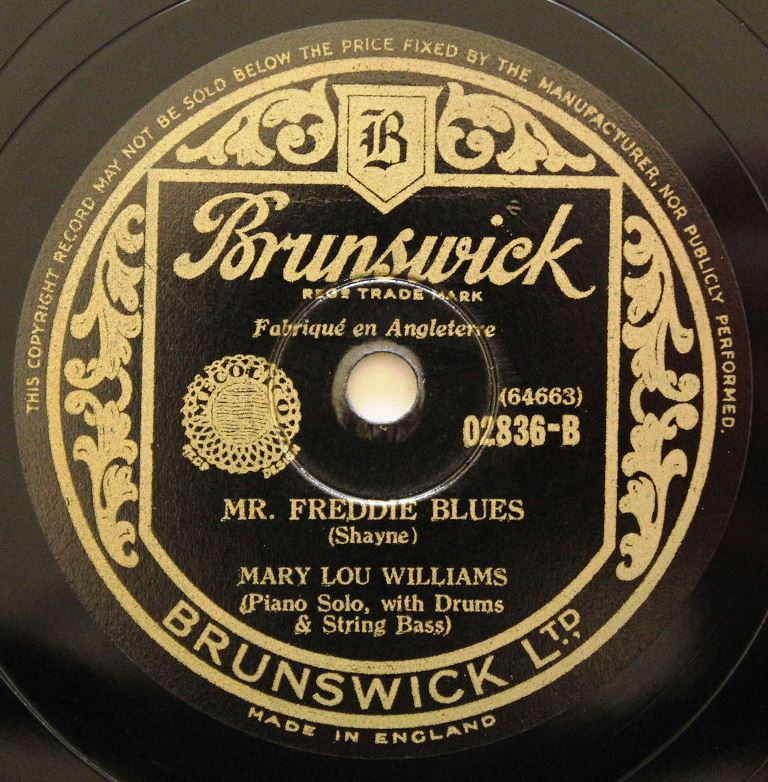 THIS COPYRIGHT RECORD MAY NOT BE SOLD BELOW THE PRICE FIXED BY THE MANUFACTURER, NOR PUBLICLY PERFORMED.
B
Brunswick
REGD TRADE MARK
Fabriqué en Angleterre
MECOLICO
(64663)
02836-B
MR. FREDDIE BLUES
(Shayne)
MARY LOU WILLIAMS
(Piano Solo, with Drums
& String Bass)
BRUNSWICK LTD.,
MADE IN ENGLAND